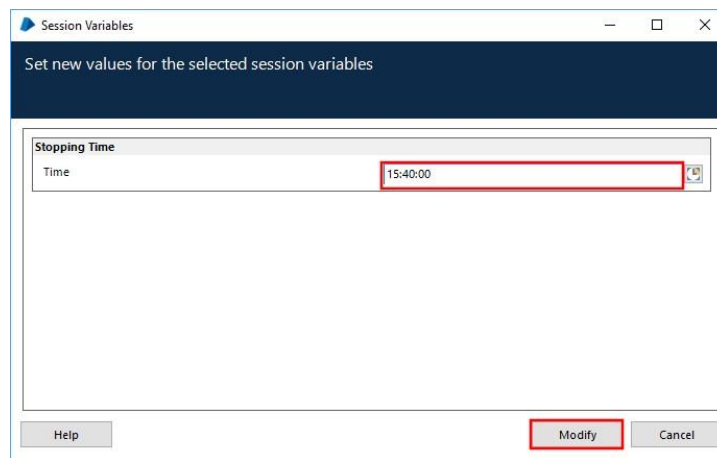 Session Variables
Set new values for the selected session variables
Stopping Time
Time 15:40:00
Help Modify Cancel